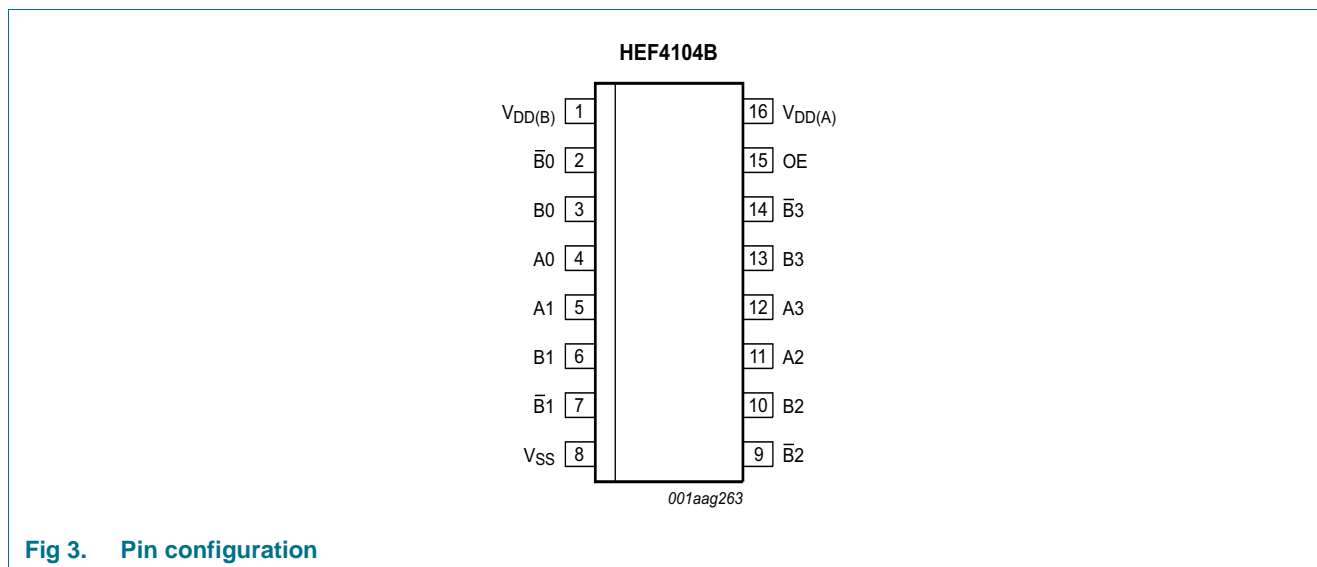 HEF4104B
VDD(B) 1 16 VDD(A)
B̅0 2 15 OE
B0 3 14 B̅3
A0 4 13 B3
A1 5 12 A3
B1 6 11 A2
B̅1 7 10 B2
VSS 8 9 B̅2
001aag263
Fig 3. Pin configuration